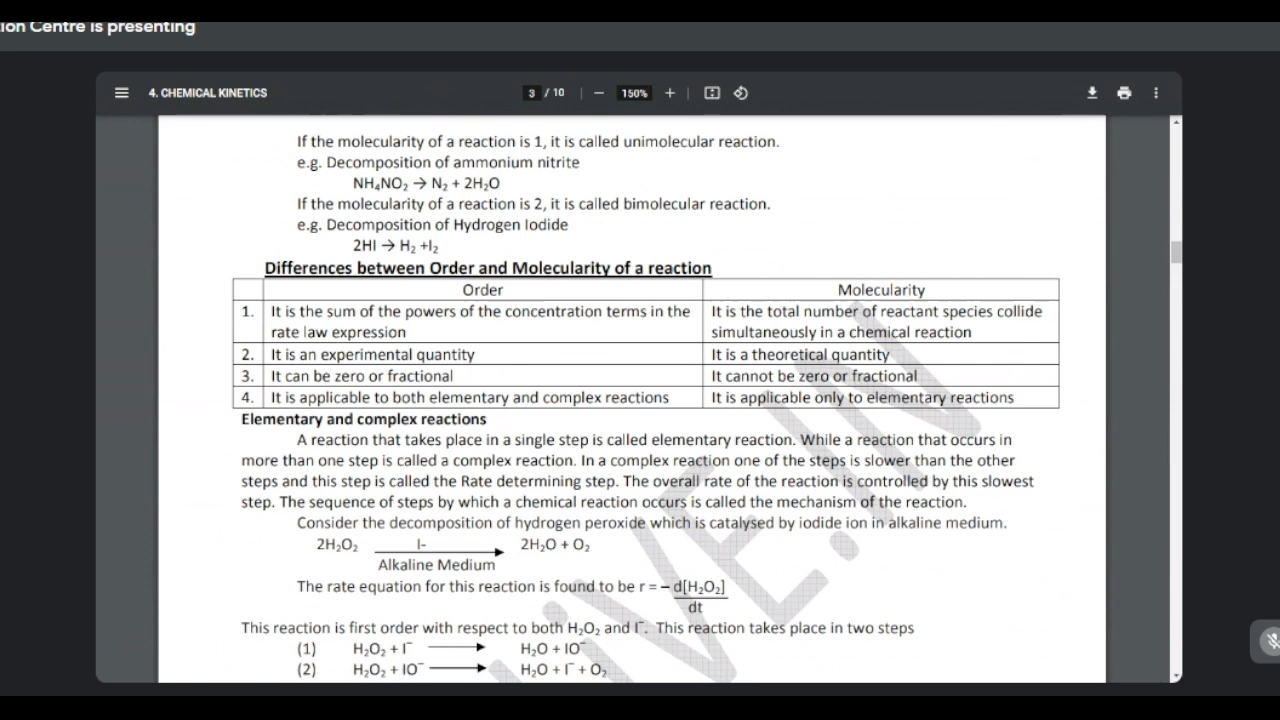 ion Centre is presenting
4. CHEMICAL KINETICS
3 / 10
150%
If the molecularity of a reaction is 1, it is called unimolecular reaction.
e.g. Decomposition of ammonium nitrite
NH₄NO₂ → N₂ + 2H₂O
If the molecularity of a reaction is 2, it is called bimolecular reaction.
e.g. Decomposition of Hydrogen Iodide
2HI → H₂ +I₂
Differences between Order and Molecularity of a reaction
Order Molecularity
1. It is the sum of the powers of the concentration terms in the It is the total number of reactant species collide
rate law expression simultaneously in a chemical reaction
2. It is an experimental quantity It is a theoretical quantity
3. It can be zero or fractional It cannot be zero or fractional
4. It is applicable to both elementary and complex reactions It is applicable only to elementary reactions
Elementary and complex reactions
A reaction that takes place in a single step is called elementary reaction. While a reaction that occurs in
more than one step is called a complex reaction. In a complex reaction one of the steps is slower than the other
steps and this step is called the Rate determining step. The overall rate of the reaction is controlled by this slowest
step. The sequence of steps by which a chemical reaction occurs is called the mechanism of the reaction.
Consider the decomposition of hydrogen peroxide which is catalysed by iodide ion in alkaline medium.
2H₂O₂ I- 2H₂O + O₂
Alkaline Medium
The rate equation for this reaction is found to be r = – d[H₂O₂]
dt
This reaction is first order with respect to both H₂O₂ and I⁻. This reaction takes place in two steps
(1) H₂O₂ + I⁻ → H₂O + IO⁻
(2) H₂O₂ + IO⁻ → H₂O + I⁻ + O₂
LIVE.IN